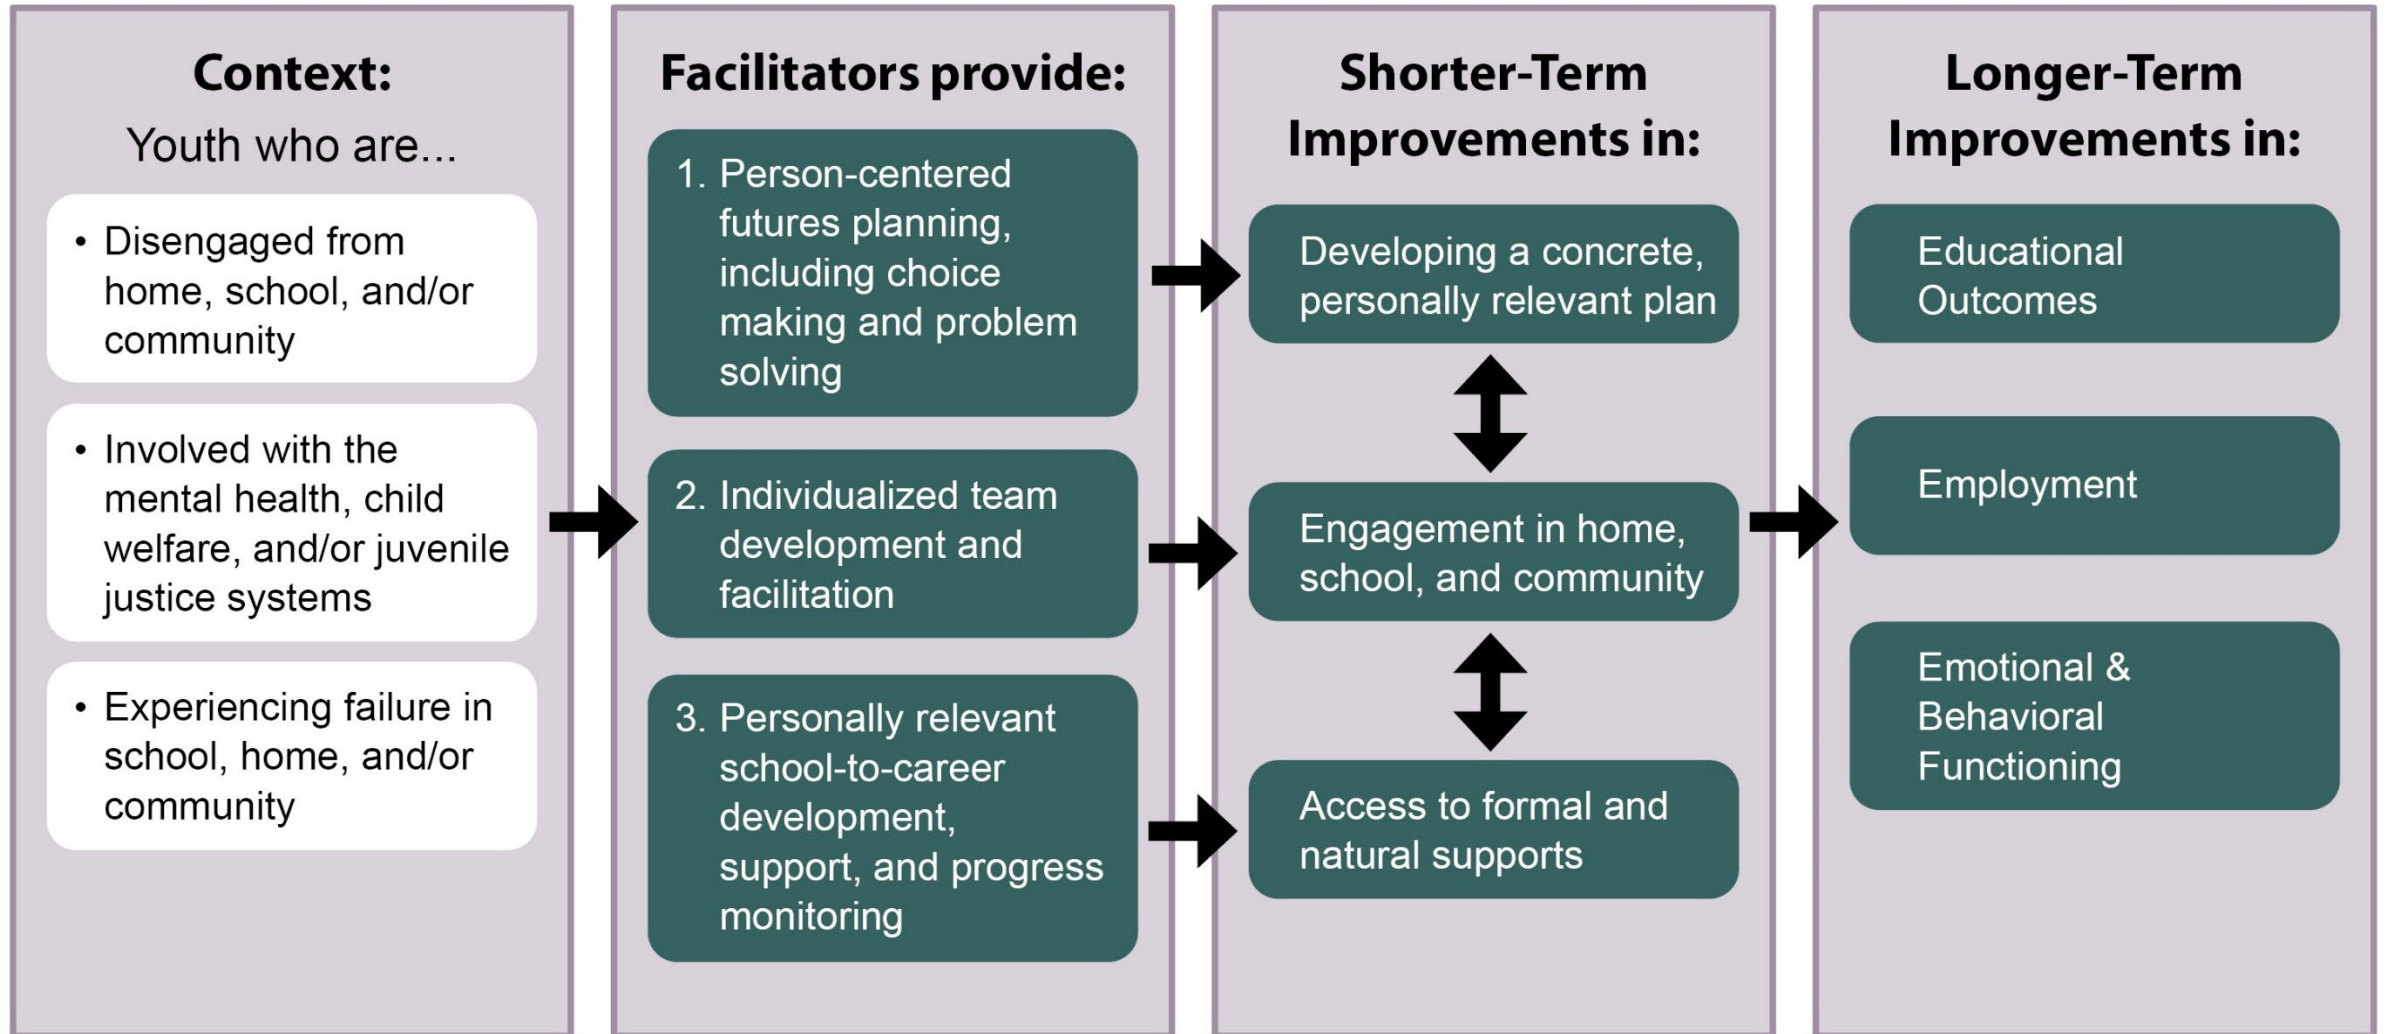 Context:
Youth who are...
• Disengaged from
home, school, and/or
community
• Involved with the
mental health, child
welfare, and/or juvenile
justice systems
• Experiencing failure in
school, home, and/or
community
Facilitators provide:
1. Person-centered
futures planning,
including choice
making and problem
solving
2. Individualized team
development and
facilitation
3. Personally relevant
school-to-career
development,
support, and progress
monitoring
Shorter-Term
Improvements in:
Developing a concrete,
personally relevant plan
Engagement in home,
school, and community
Access to formal and
natural supports
Longer-Term
Improvements in:
Educational
Outcomes
Employment
Emotional &
Behavioral
Functioning